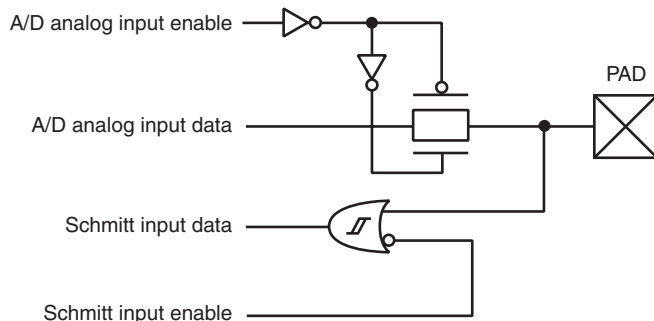 A/D analog input enable
PAD
A/D analog input data
Schmitt input data
Schmitt input enable